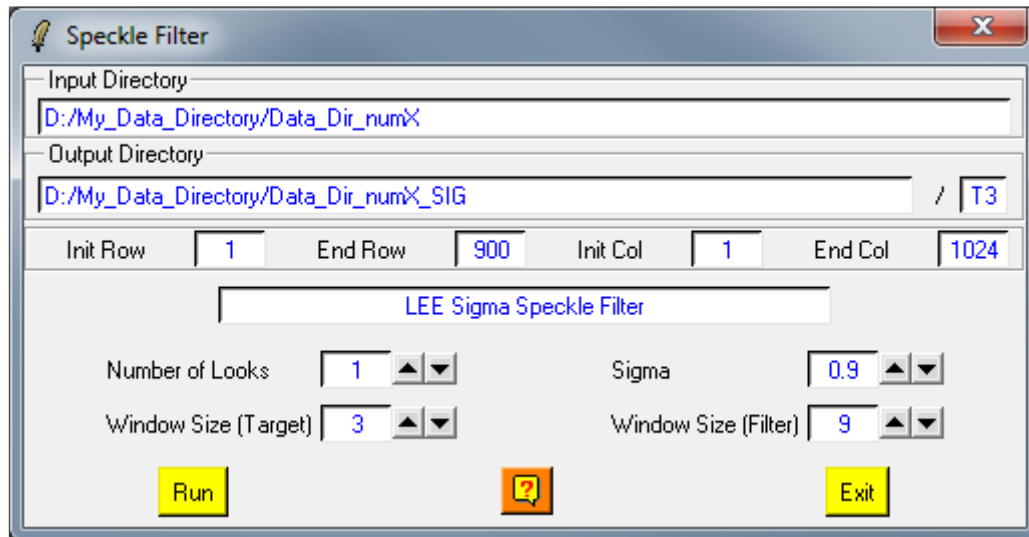 Speckle Filter
Input Directory
D:/My_Data_Directory/Data_Dir_numX
Output Directory
D:/My_Data_Directory/Data_Dir_numX_SIG / T3
Init Row 1 End Row 900 Init Col 1 End Col 1024
LEE Sigma Speckle Filter
Number of Looks 1 Sigma 0.9
Window Size (Target) 3 Window Size (Filter) 9
Run ? Exit